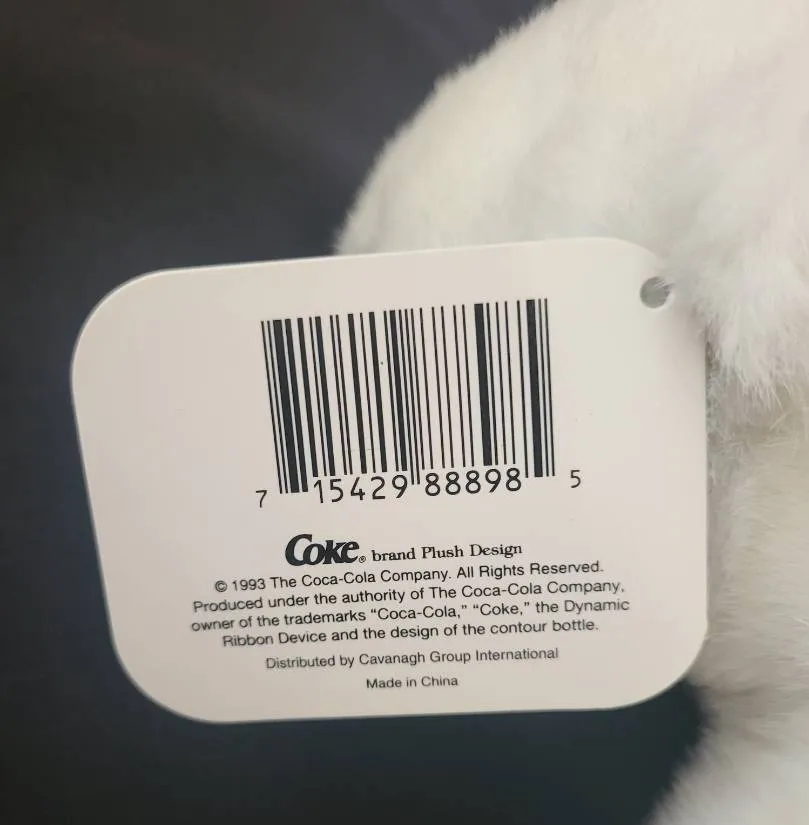 7 15429 88898 5
Coke® brand Plush Design
© 1993 The Coca-Cola Company. All Rights Reserved.
Produced under the authority of The Coca-Cola Company,
owner of the trademarks “Coca-Cola,” “Coke,” the Dynamic
Ribbon Device and the design of the contour bottle.
Distributed by Cavanagh Group International
Made in China